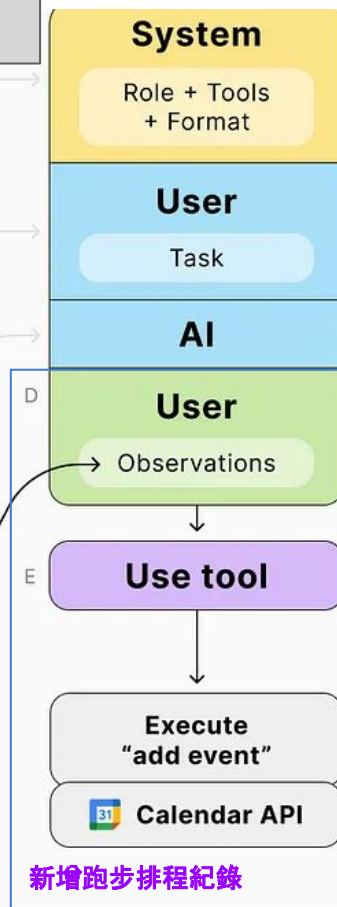 System
Role + Tools
+ Format
User
Task
AI
D
User
Observations
E
Use tool
Execute
“add event”
31
Calendar API
新增跑步排程紀錄